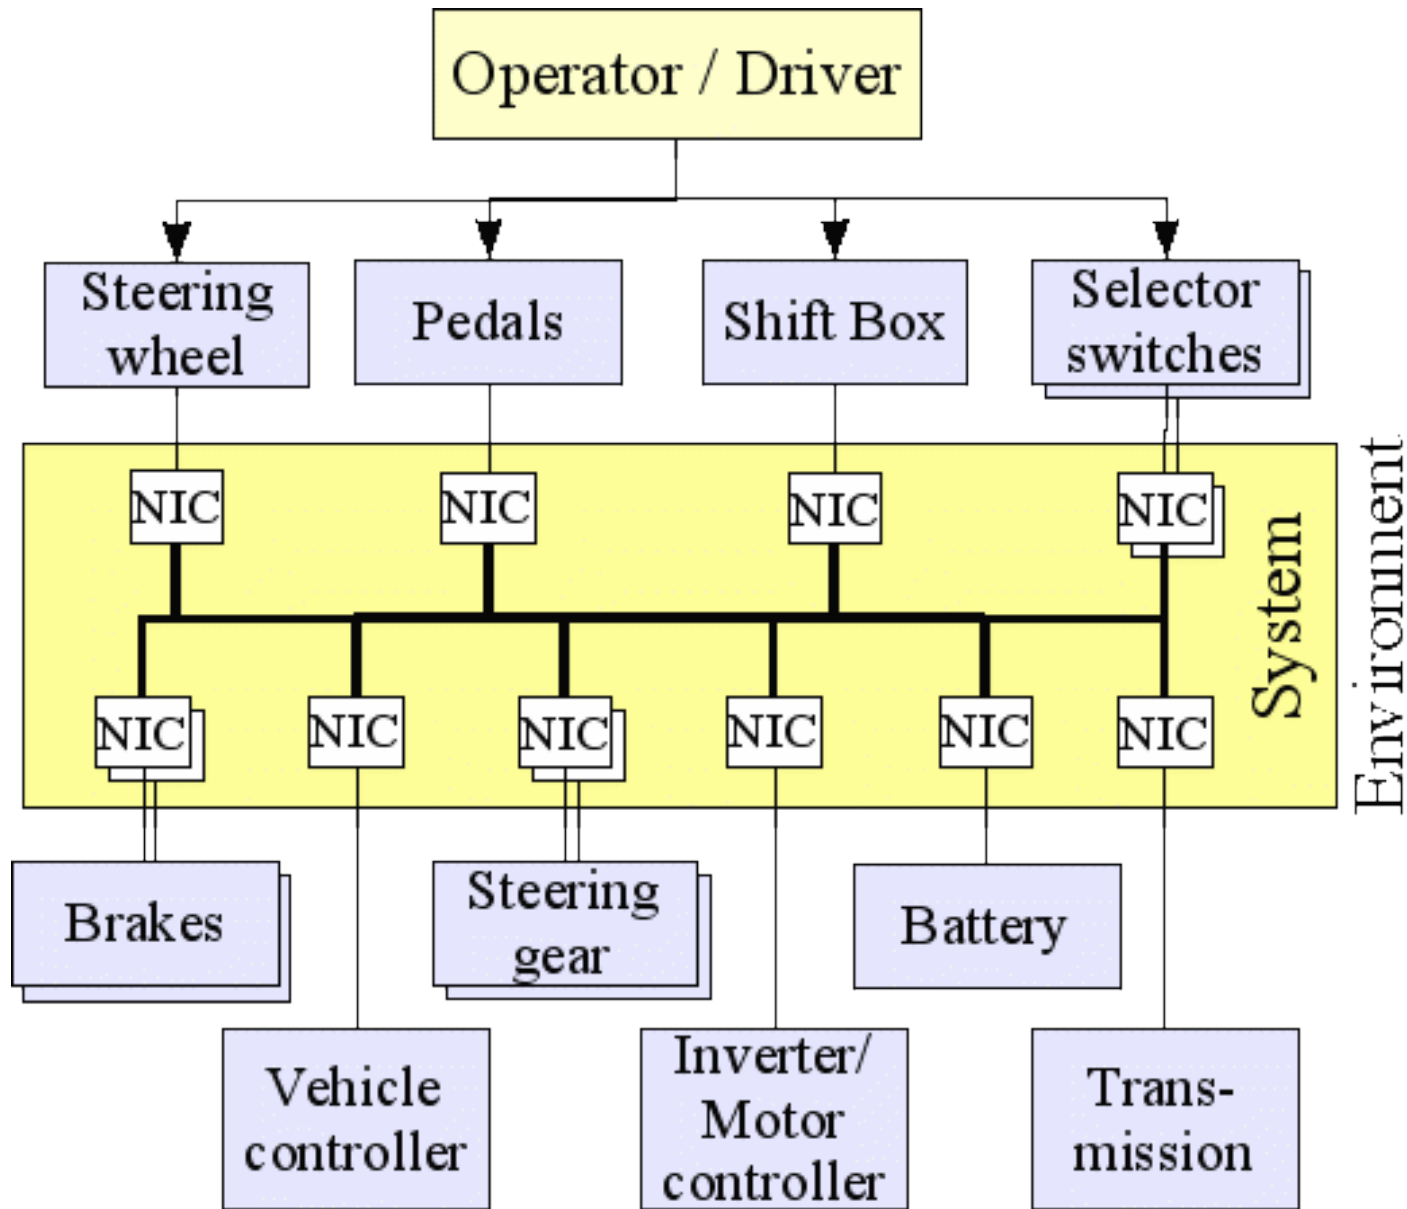 Operator / Driver
Steering
wheel
Pedals
Shift Box
Selector
switches
NIC
NIC
NIC
NIC
System
Environment
NIC
NIC
NIC
NIC
NIC
NIC
Brakes
Steering
gear
Battery
Vehicle
controller
Inverter/
Motor
controller
Trans-
mission